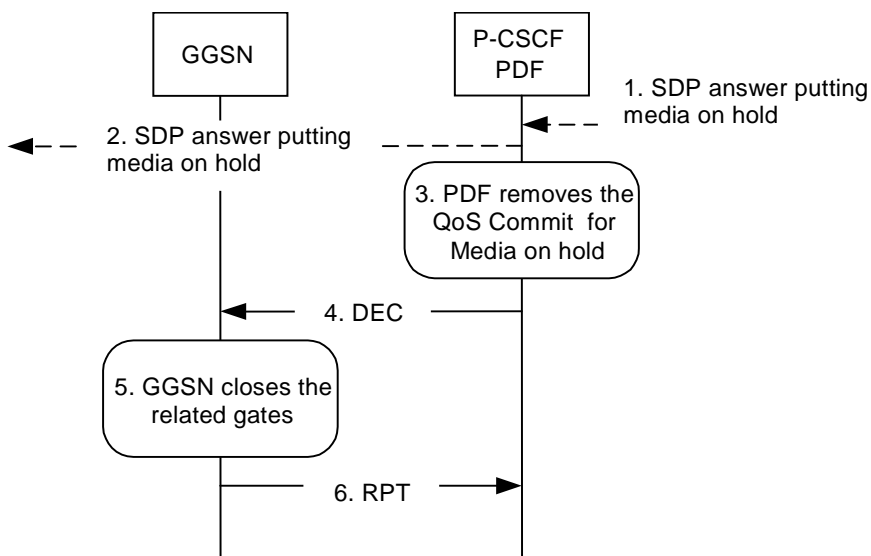 GGSN
P-CSCF
PDF
1. SDP answer putting
media on hold
2. SDP answer putting
media on hold
3. PDF removes the
QoS Commit for
Media on hold
4. DEC
5. GGSN closes the
related gates
6. RPT